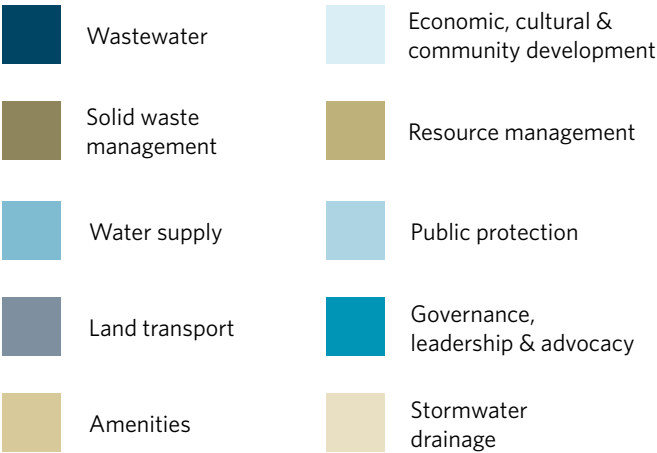 Wastewater
Economic, cultural &
community development
Solid waste
management
Resource management
Water supply
Public protection
Land transport
Governance,
leadership & advocacy
Amenities
Stormwater
drainage